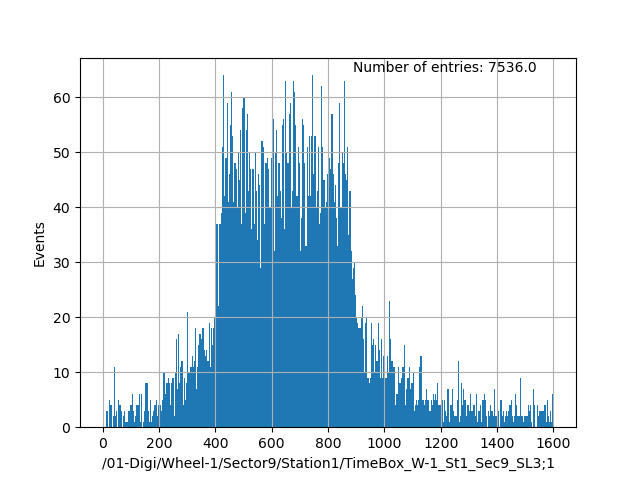 Number of entries: 7536.0
60
50
40
30
20
10
0
Events
0 200 400 600 800 1000 1200 1400 1600
/01-Digi/Wheel-1/Sector9/Station1/TimeBox_W-1_St1_Sec9_SL3;1